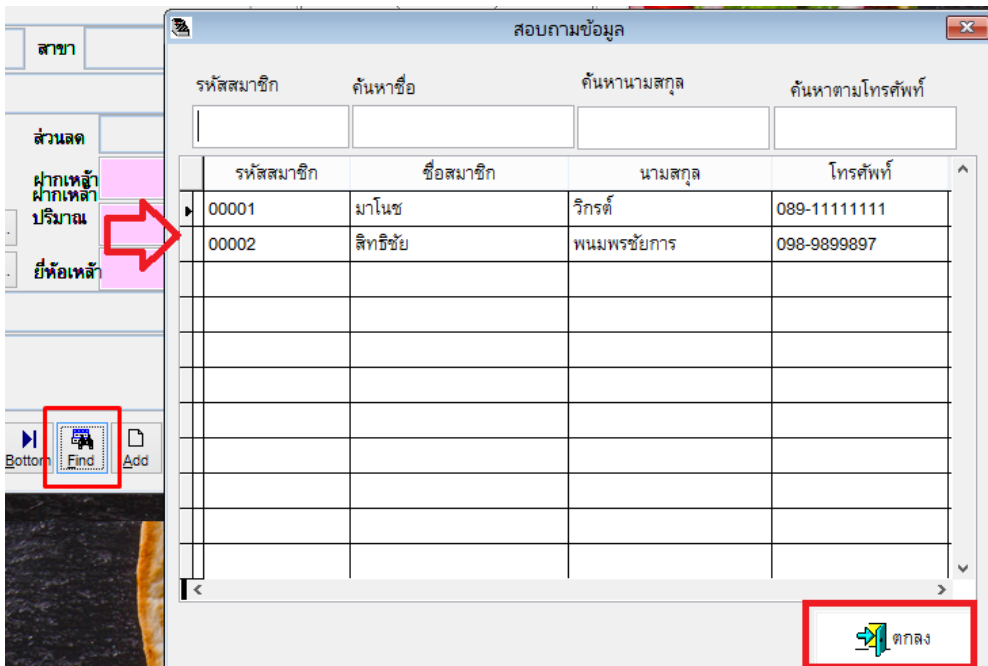 สอบถามข้อมูล
สาขา
รหัสสมาชิก ค้นหาชื่อ ค้นหานามสกุล ค้นหาตามโทรศัพท์
ส่วนลด
รหัสสมาชิก ชื่อสมาชิก นามสกุล โทรศัพท์
ฝากเหล้า
ฝากเหล้า
00001 มาโนช วิกรต์ 089-11111111
ปริมาณ
00002 สิทธิชัย พนมพรชัยการ 098-9899897
ยี่ห้อเหล้า
Bottom Find Add
ตกลง